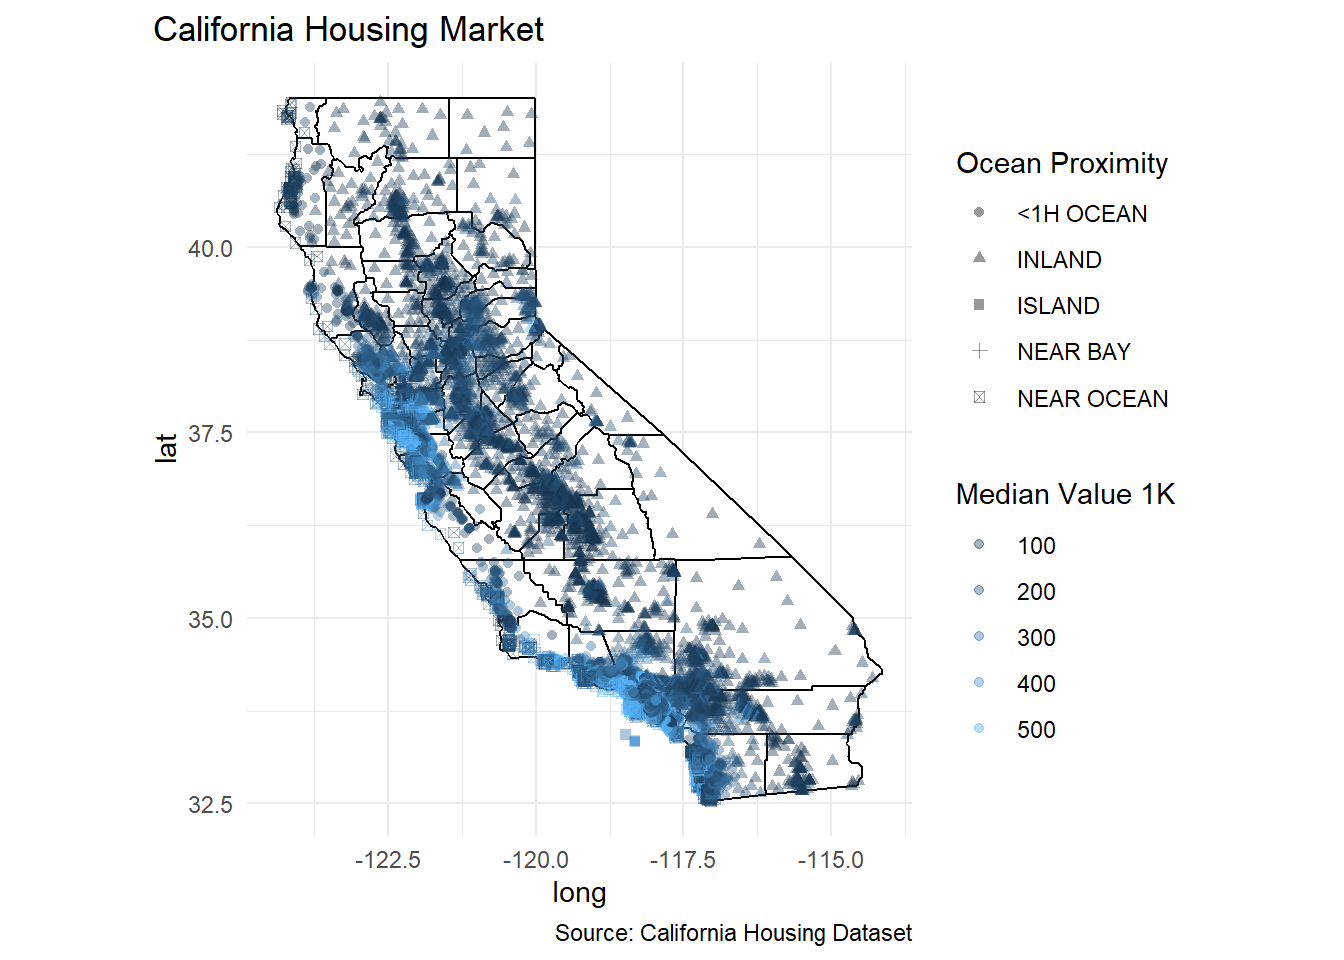 California Housing Market
40.0
37.5
35.0
32.5
lat
-122.5
-120.0
-117.5
-115.0
long
Source: California Housing Dataset
Ocean Proximity
<1H OCEAN
INLAND
ISLAND
NEAR BAY
NEAR OCEAN
Median Value 1K
100
200
300
400
500